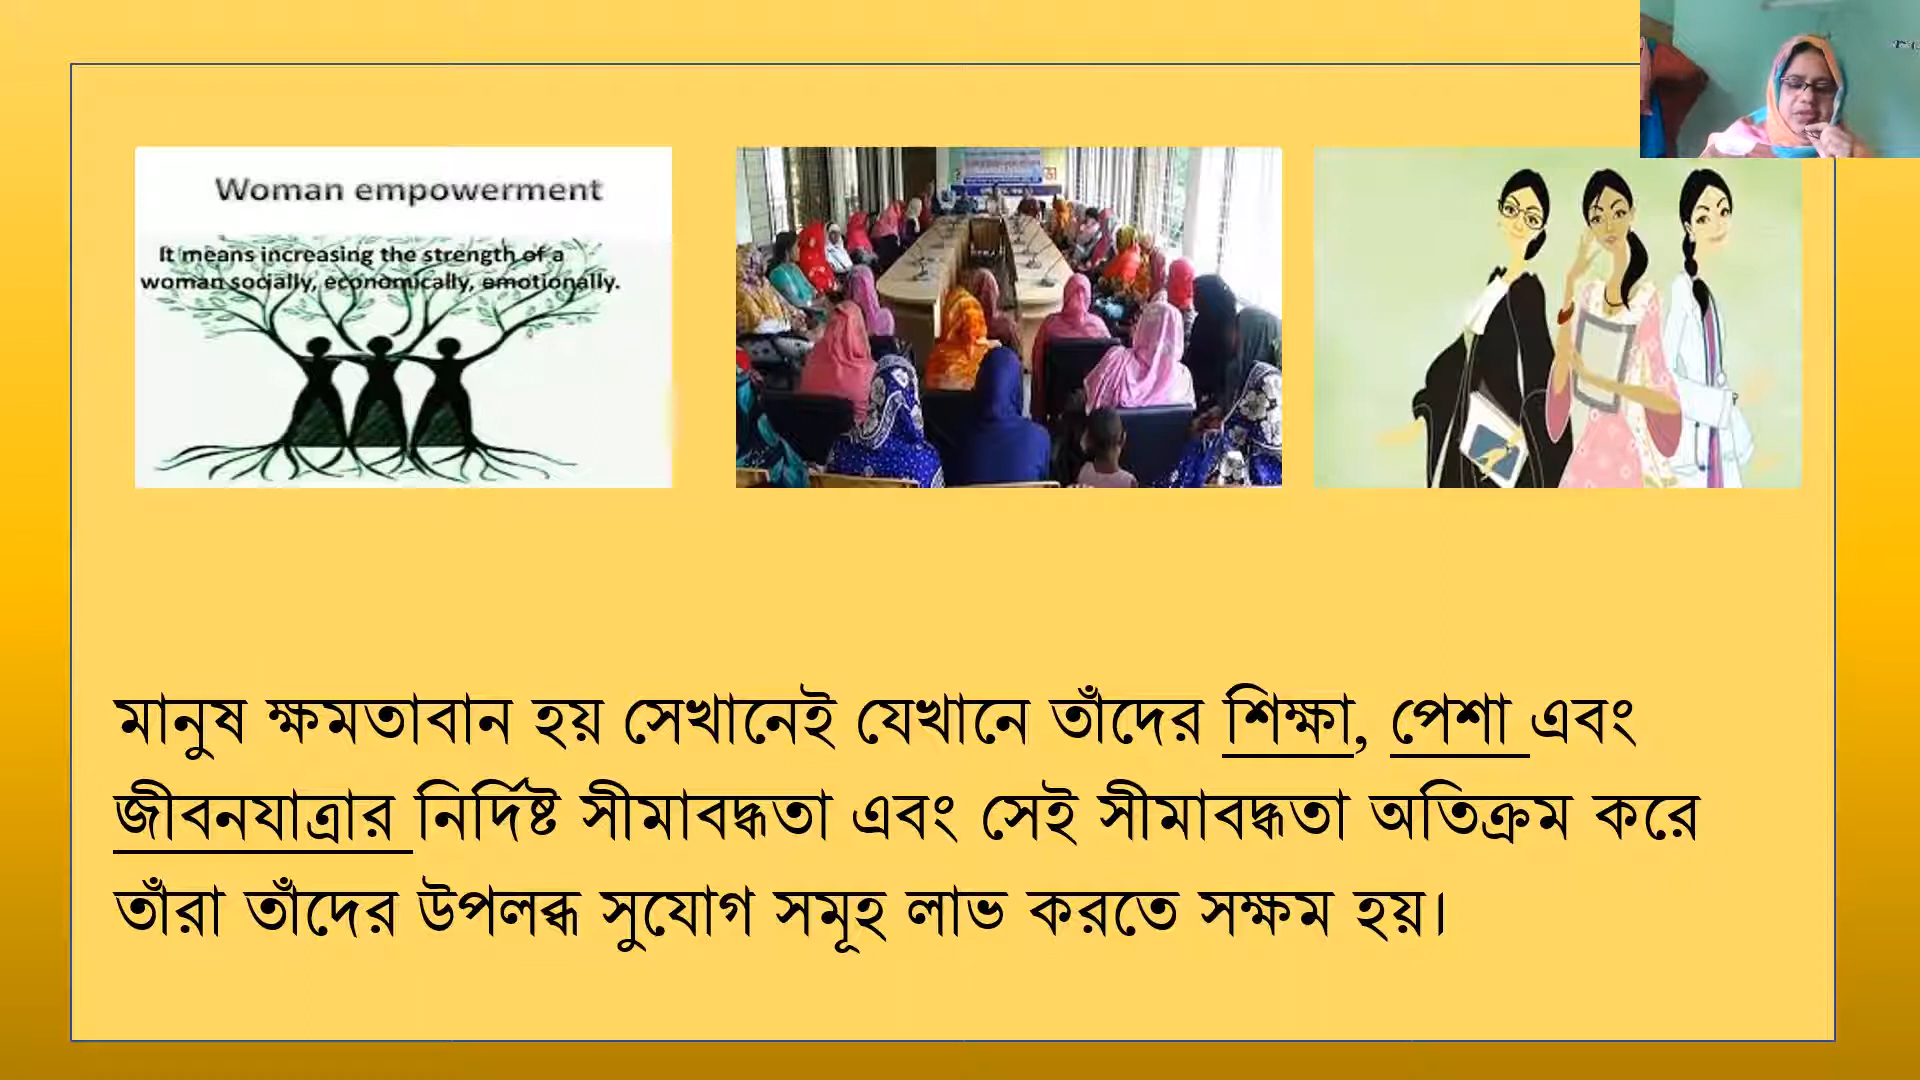 Woman empowerment
It means increasing the strength of a
woman socially, economically, emotionally.
মানুষ ক্ষমতাবান হয় সেখানেই যেখানে তাঁদের শিক্ষা, পেশা এবং
জীবনযাত্রার নির্দিষ্ট সীমাবদ্ধতা এবং সেই সীমাবদ্ধতা অতিক্রম করে
তাঁরা তাঁদের উপলব্ধ সুযোগ সমূহ লাভ করতে সক্ষম হয়।